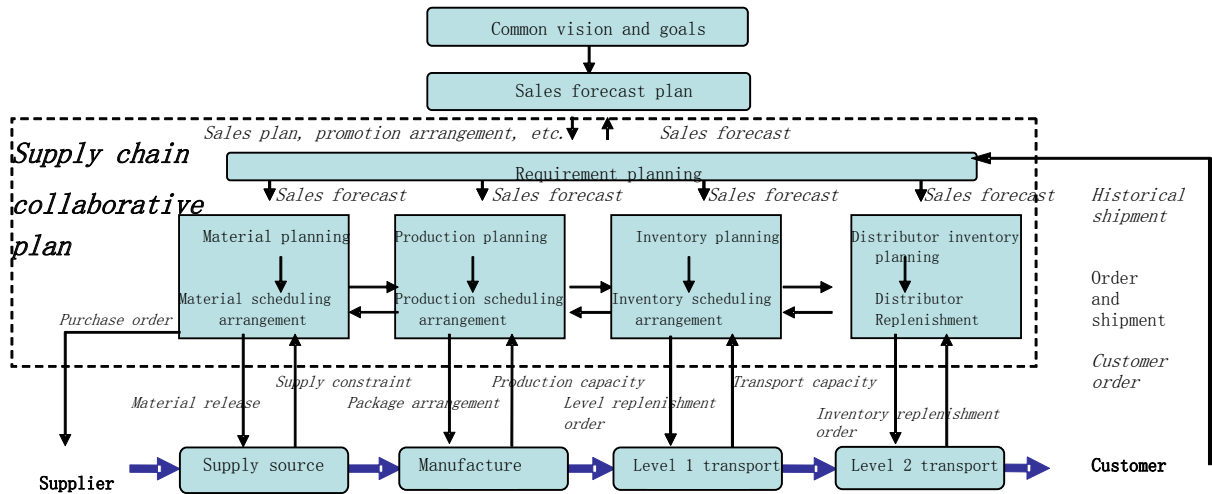 Common vision and goals
Sales forecast plan
Sales plan, promotion arrangement, etc.
Sales forecast
Supply chain
collaborative
plan
Requirement planning
Sales forecast
Sales forecast
Sales forecast
Sales forecast
Historical
shipment
Material planning
Production planning
Inventory planning
Distributor inventory
planning
Material scheduling
arrangement
Production scheduling
arrangement
Inventory scheduling
arrangement
Distributor
Replenishment
Order
and
shipment
Purchase order
Customer
order
Supply constraint
Production capacity
Transport capacity
Material release
Package arrangement
Level replenishment
order
Inventory replenishment
order
Supplier
Supply source
Manufacture
Level 1 transport
Level 2 transport
Customer